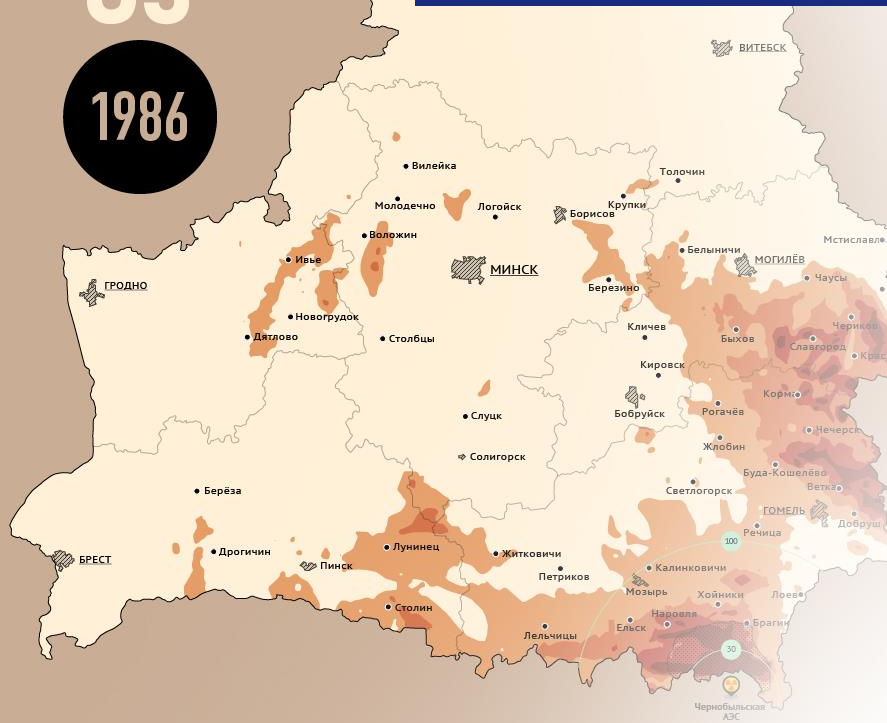 1986
ВИТЕБСК
Вилейка
Толочин
Молодечно
Логойск
Крупки
Борисов
Воложин
Мстиславл
Белыничи
Ивье
МИНСК
МОГИЛЁВ
Чаусы
ГРОДНО
Березино
Новогрудок
Кличев
Чериков
Дятлово
Столбцы
Быхов
Славгород
Крас
Кировск
Корма
Слуцк
Бобруйск
Рогачёв
Чечерск
Жлобин
Солигорск
Буда-Кошелёво
Берёза
Светлогорск
Ветка
ГОМЕЛЬ
Добруш
Речица
100
Лунинец
Дрогичин
Житковичи
БРЕСТ
Пинск
Петриков
Калинковичи
Мозырь
Хойники
Лоев
Столин
Наровля
Ельск
Брагин
Лельчицы
30
Чернобыльская
АЭС